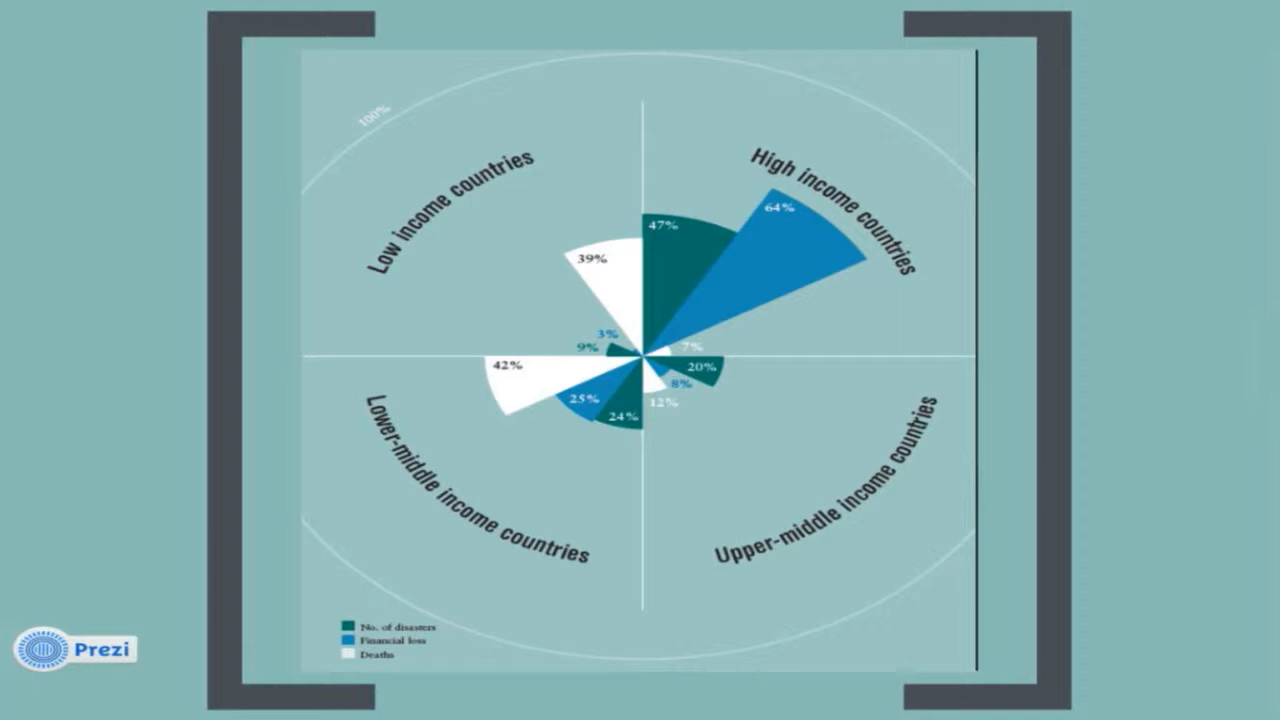 100%
Low income countries
High income countries
64%
47%
39%
3%
9%
7%
42%
20%
8%
25%
12%
24%
Lower-middle income countries
Upper-middle income countries
No. of disasters
Financial loss
Deaths
Prezi